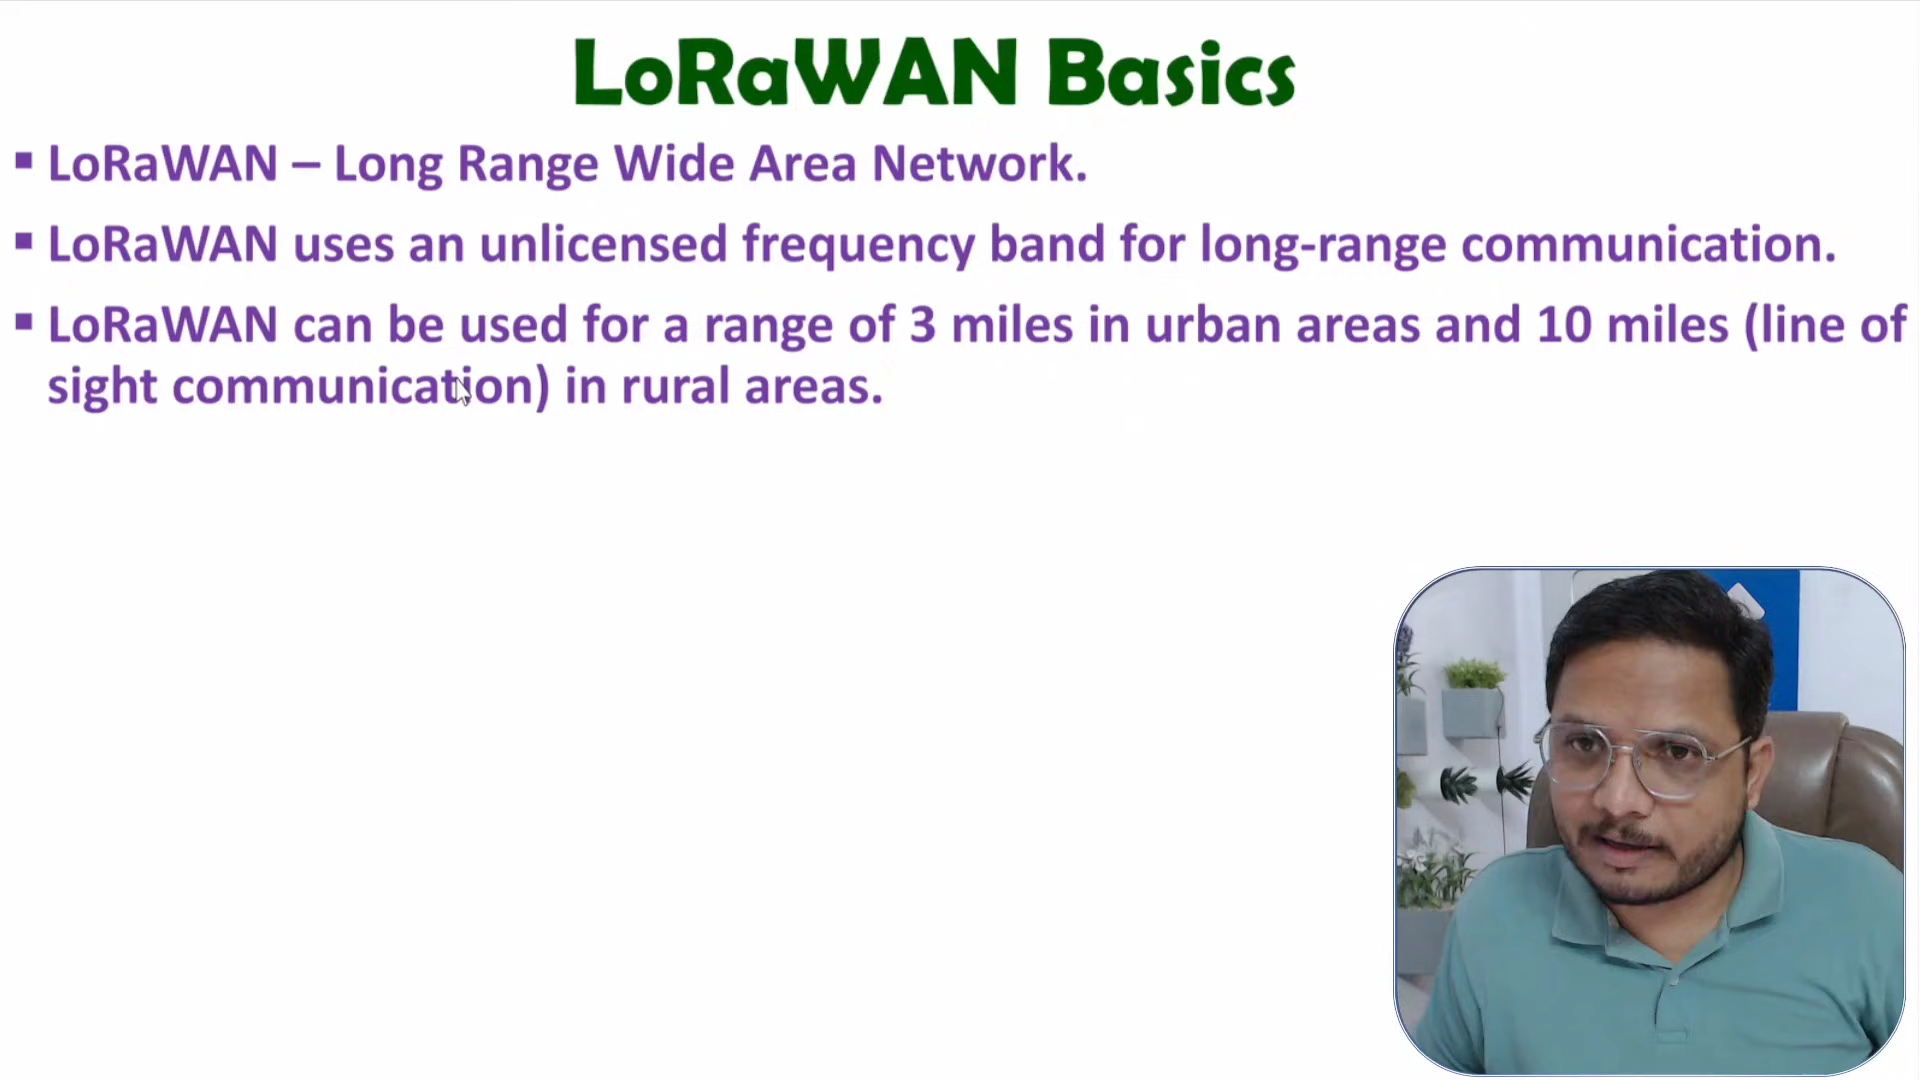 LoRaWAN Basics
▪ LoRaWAN – Long Range Wide Area Network.
▪ LoRaWAN uses an unlicensed frequency band for long-range communication.
▪ LoRaWAN can be used for a range of 3 miles in urban areas and 10 miles (line of
sight communication) in rural areas.